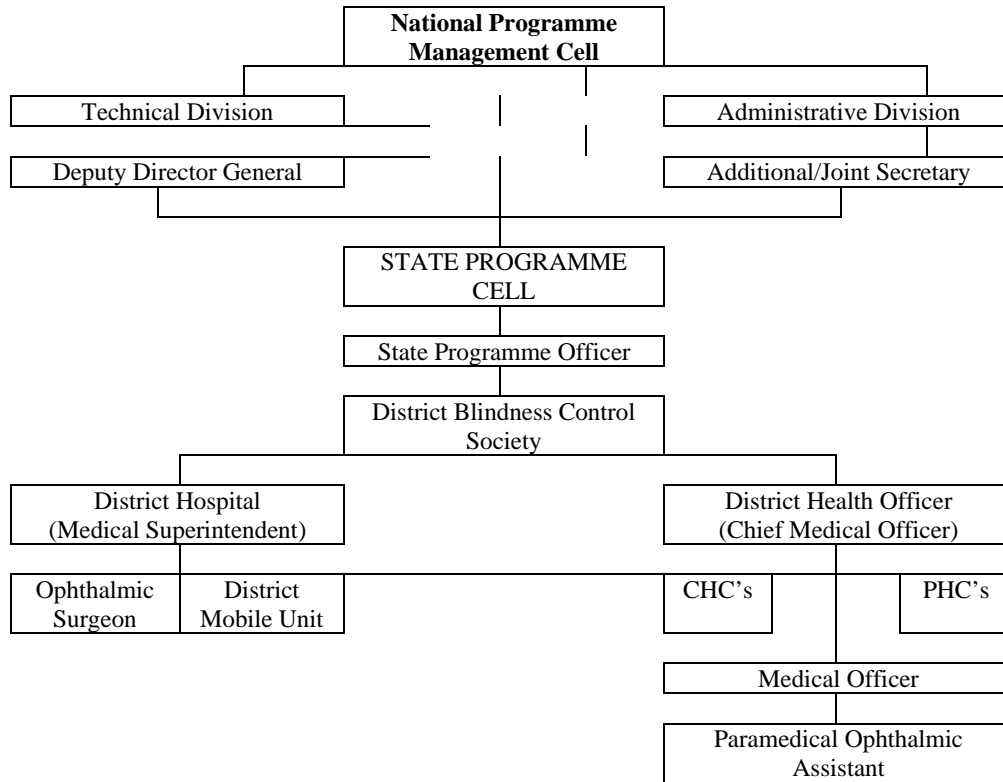 National Programme
Management Cell
Technical Division
Administrative Division
Deputy Director General
Additional/Joint Secretary
STATE PROGRAMME
CELL
State Programme Officer
District Blindness Control
Society
District Hospital
(Medical Superintendent)
District Health Officer
(Chief Medical Officer)
Ophthalmic
Surgeon
District
Mobile Unit
CHC's
PHC's
Medical Officer
Paramedical Ophthalmic
Assistant